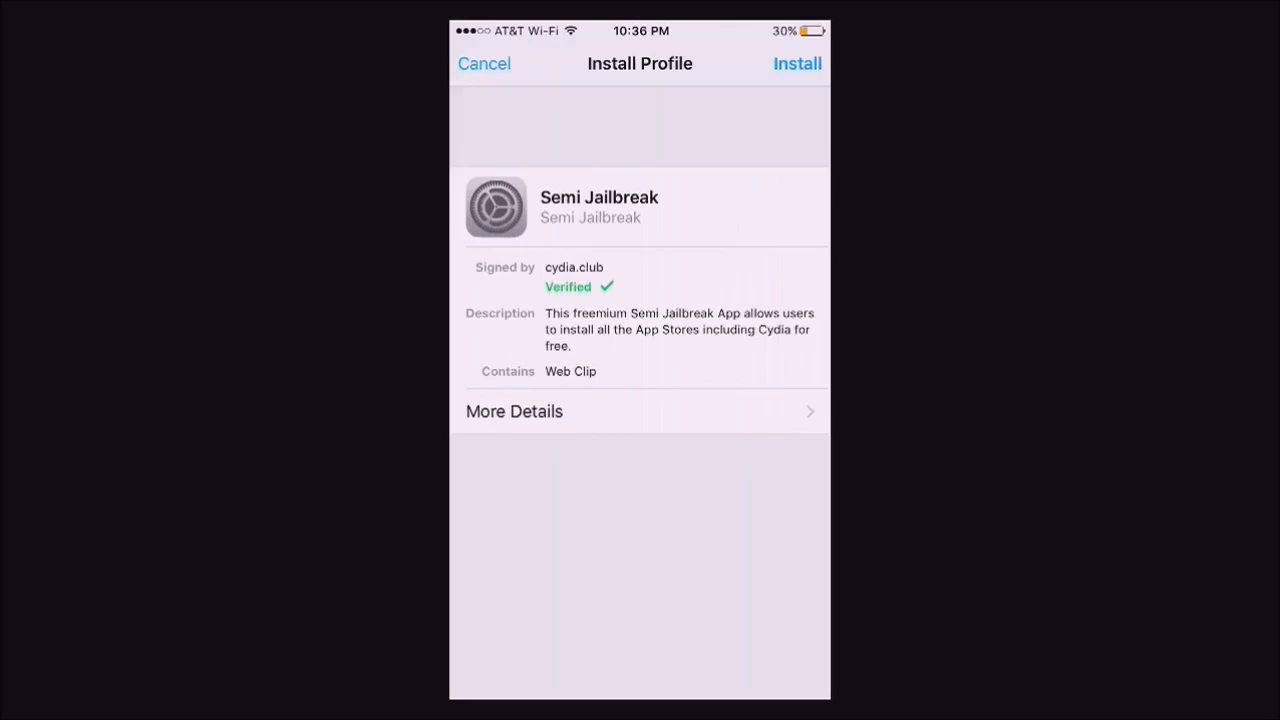 AT&T Wi-Fi 10:36 PM 30%
Cancel Install Profile Install
Semi Jailbreak
Semi Jailbreak
Signed by cydia.club
Verified ✓
Description This freemium Semi Jailbreak App allows users
to install all the App Stores including Cydia for
free.
Contains Web Clip
More Details